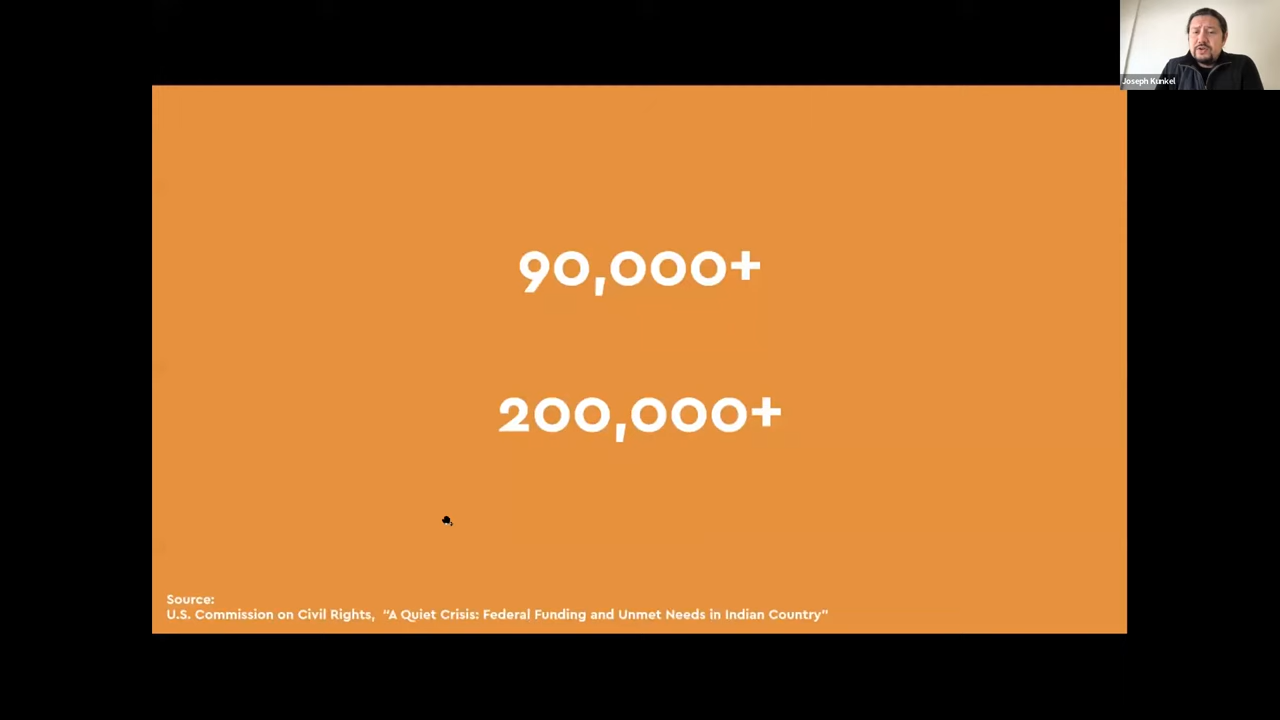 Joseph Kunkel
90,000+
200,000+
Source:
U.S. Commission on Civil Rights, “A Quiet Crisis: Federal Funding and Unmet Needs in Indian Country”